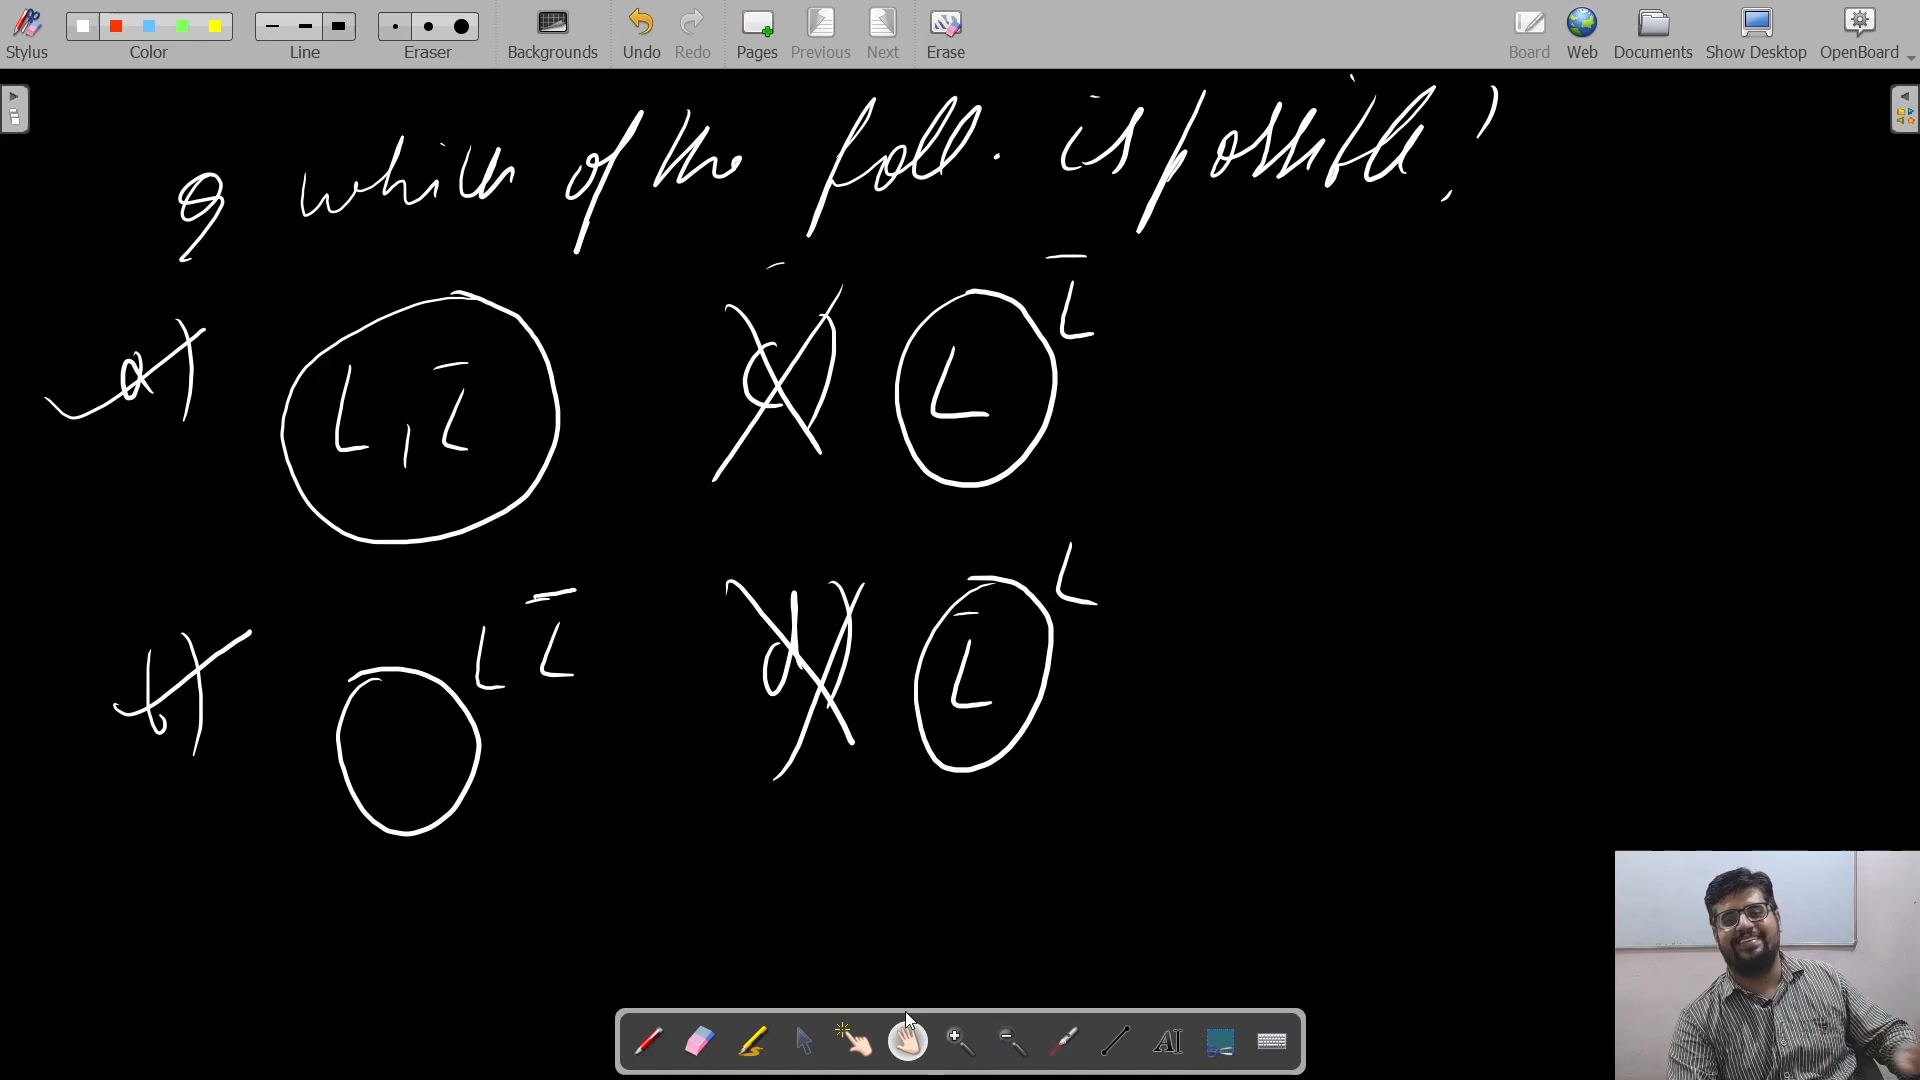 Stylus Color Line Eraser Backgrounds Undo Redo Pages Previous Next Erase Board Web Documents Show Desktop OpenBoard
Q which of the foll. is possible?
a) L, L̅ c) L L̅
b) L L̅ d) L̅ L